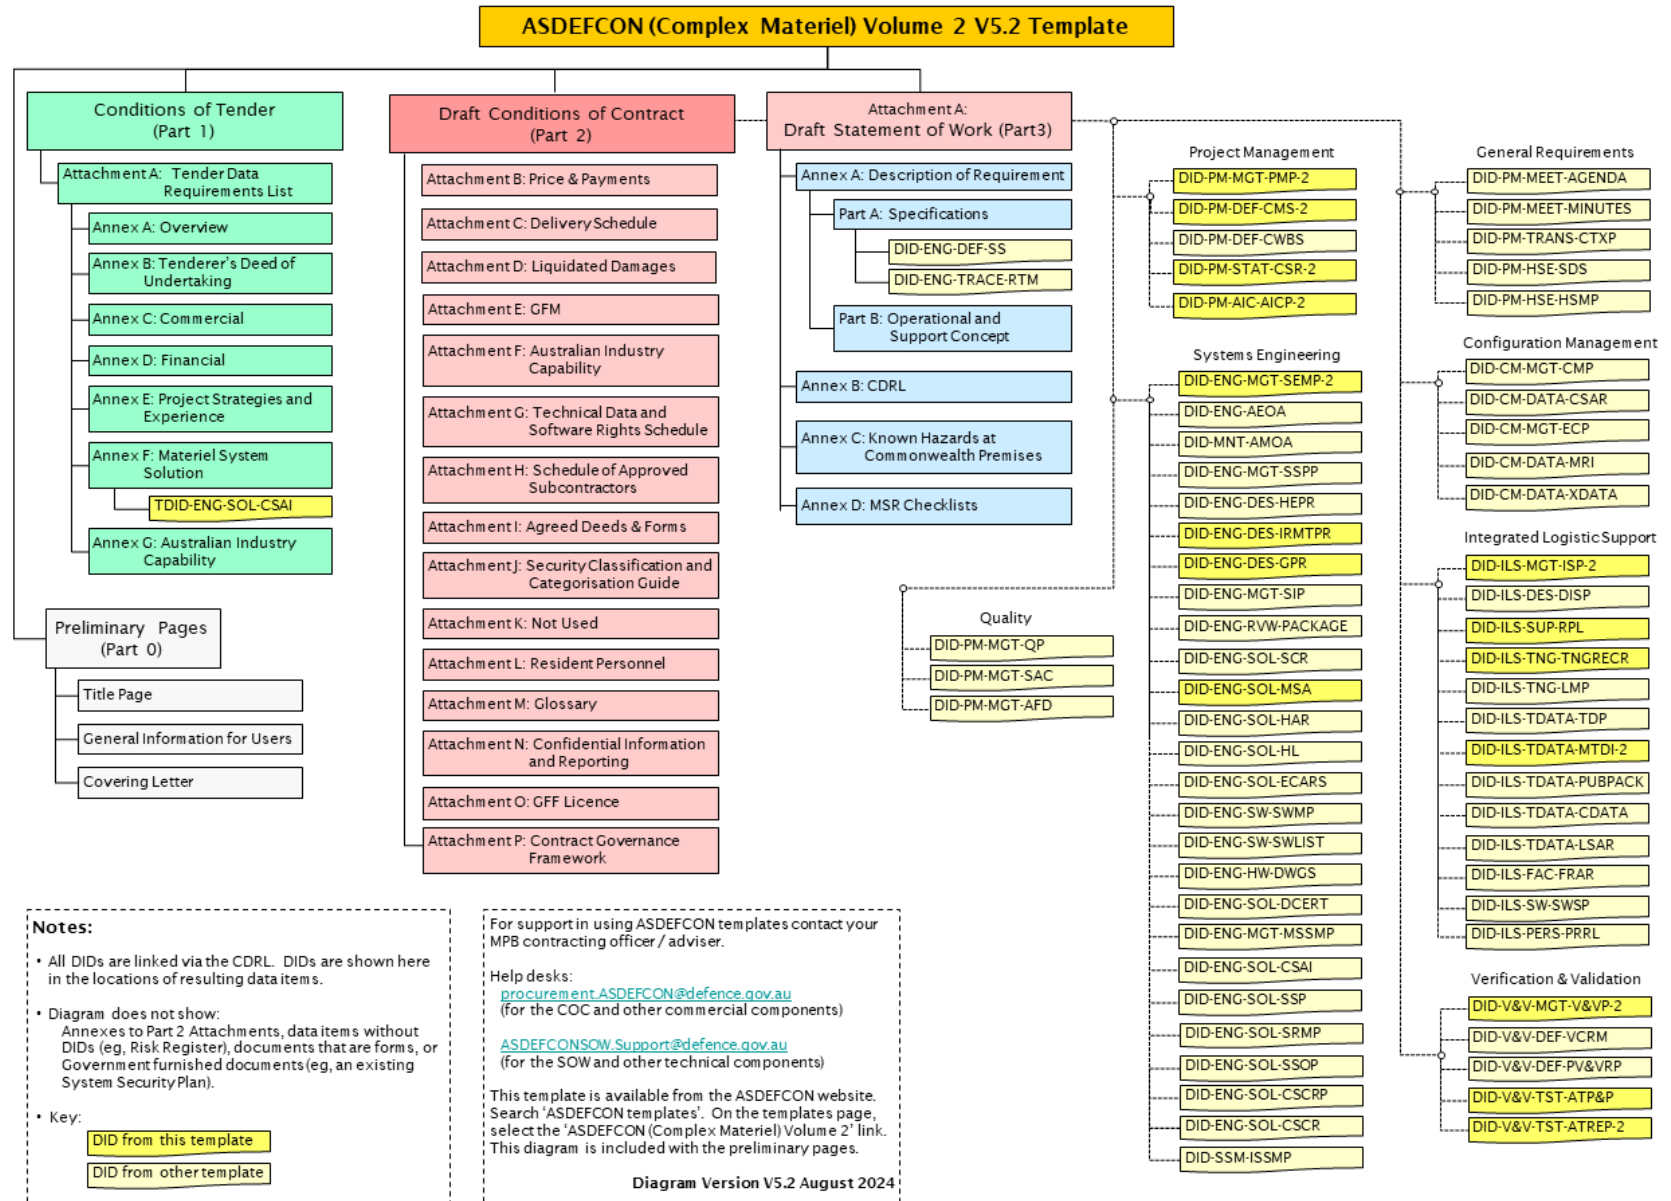 ASDEFCON (Complex Materiel) Volume 2 V5.2 Template
Conditions of Tender
(Part 1)
Attachment A: Tender Data
Requirements List
Annex A: Overview
Annex B: Tenderer's Deed of
Undertaking
Annex C: Commercial
Annex D: Financial
Annex E: Project Strategies and
Experience
Annex F: Materiel System
Solution
TDID-ENG-SOL-CSAI
Annex G: Australian Industry
Capability
Preliminary Pages
(Part 0)
Title Page
General Information for Users
Covering Letter
Draft Conditions of Contract
(Part 2)
Attachment B: Price & Payments
Attachment C: Delivery Schedule
Attachment D: Liquidated Damages
Attachment E: GFM
Attachment F: Australian Industry
Capability
Attachment G: Technical Data and
Software Rights Schedule
Attachment H: Schedule of Approved
Subcontractors
Attachment I: Agreed Deeds & Forms
Attachment J: Security Classification and
Categorisation Guide
Attachment K: Not Used
Attachment L: Resident Personnel
Attachment M: Glossary
Attachment N: Confidential Information
and Reporting
Attachment O: GFF Licence
Attachment P: Contract Governance
Framework
Attachment A:
Draft Statement of Work (Part3)
Annex A: Description of Requirement
Part A: Specifications
DID-ENG-DEF-SS
DID-ENG-TRACE-RTM
Part B: Operational and
Support Concept
Annex B: CDRL
Annex C: Known Hazards at
Commonwealth Premises
Annex D: MSR Checklists
Quality
DID-PM-MGT-QP
DID-PM-MGT-SAC
DID-PM-MGT-AFD
Project Management
DID-PM-MGT-PMP-2
DID-PM-DEF-CMS-2
DID-PM-DEF-CWBS
DID-PM-STAT-CSR-2
DID-PM-AIC-AICP-2
Systems Engineering
DID-ENG-MGT-SEMP-2
DID-ENG-AEOA
DID-MNT-AMOA
DID-ENG-MGT-SSPP
DID-ENG-DES-HEPR
DID-ENG-DES-IRMTPR
DID-ENG-DES-GPR
DID-ENG-MGT-SIP
DID-ENG-RVW-PACKAGE
DID-ENG-SOL-SCR
DID-ENG-SOL-MSA
DID-ENG-SOL-HAR
DID-ENG-SOL-HL
DID-ENG-SOL-ECARS
DID-ENG-SW-SWMP
DID-ENG-SW-SWLIST
DID-ENG-HW-DWGS
DID-ENG-SOL-DCERT
DID-ENG-MGT-MSSMP
DID-ENG-SOL-CSAI
DID-ENG-SOL-SSP
DID-ENG-SOL-SRMP
DID-ENG-SOL-SSOP
DID-ENG-SOL-CSCRP
DID-ENG-SOL-CSCR
DID-SSM-ISSMP
General Requirements
DID-PM-MEET-AGENDA
DID-PM-MEET-MINUTES
DID-PM-TRANS-CTXP
DID-PM-HSE-SDS
DID-PM-HSE-HSMP
Configuration Management
DID-CM-MGT-CMP
DID-CM-DATA-CSAR
DID-CM-MGT-ECP
DID-CM-DATA-MRI
DID-CM-DATA-XDATA
Integrated Logistic Support
DID-ILS-MGT-ISP-2
DID-ILS-DES-DISP
DID-ILS-SUP-RPL
DID-ILS-TNG-TNGRECR
DID-ILS-TNG-LMP
DID-ILS-TDATA-TDP
DID-ILS-TDATA-MTDI-2
DID-ILS-TDATA-PUBPACK
DID-ILS-TDATA-CDATA
DID-ILS-TDATA-LSAR
DID-ILS-FAC-FRAR
DID-ILS-SW-SWSP
DID-ILS-PERS-PRRL
Verification & Validation
DID-V&V-MGT-V&VP-2
DID-V&V-DEF-VCRM
DID-V&V-DEF-PV&VRP
DID-V&V-TST-ATP&P
DID-V&V-TST-ATREP-2
Notes:
• All DIDs are linked via the CDRL. DIDs are shown here
in the locations of resulting data items.
• Diagram does not show:
Annexes to Part 2 Attachments, data items without
DIDs (eg, Risk Register), documents that are forms, or
Government furnished documents (eg, an existing
System Security Plan).
• Key:
DID from this template
DID from other template
For support in using ASDEFCON templates contact your
MPB contracting officer / adviser.
Help desks:
procurement.ASDEFCON@defence.gov.au
(for the COC and other commercial components)
ASDEFCONSOW.Support@defence.gov.au
(for the SOW and other technical components)
This template is available from the ASDEFCON website.
Search 'ASDEFCON templates'. On the templates page,
select the 'ASDEFCON (Complex Materiel) Volume 2' link.
This diagram is included with the preliminary pages.
Diagram Version V5.2 August 2024